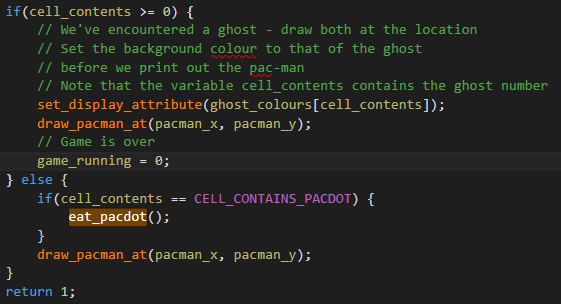 if(cell_contents >= 0) {
    // We've encountered a ghost - draw both at the location
    // Set the background colour to that of the ghost
    // before we print out the pac-man
    // Note that the variable cell_contents contains the ghost number
    set_display_attribute(ghost_colours[cell_contents]);
    draw_pacman_at(pacman_x, pacman_y);
    // Game is over
    game_running = 0;
} else {
    if(cell_contents == CELL_CONTAINS_PACDOT) {
        eat_pacdot();
    }
    draw_pacman_at(pacman_x, pacman_y);
}
return 1;